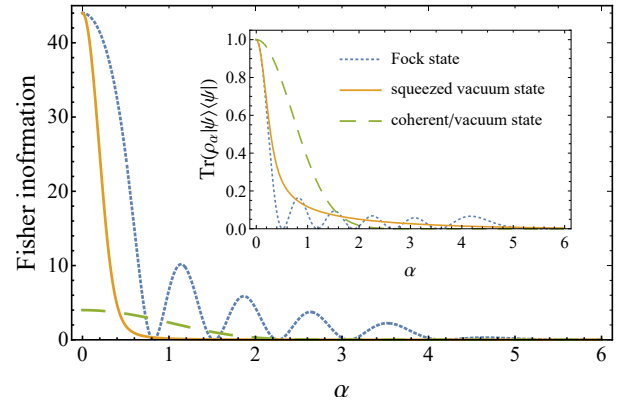 Fisher inofrmation
40
30
20
10
0
0 1 2 3 4 5 6
α
Tr(ρα|ψ⟩⟨ψ|)
1.0
0.8
0.6
0.4
0.2
0.0
0 1 2 3 4 5 6
α
Fock state
squeezed vacuum state
coherent/vacuum state